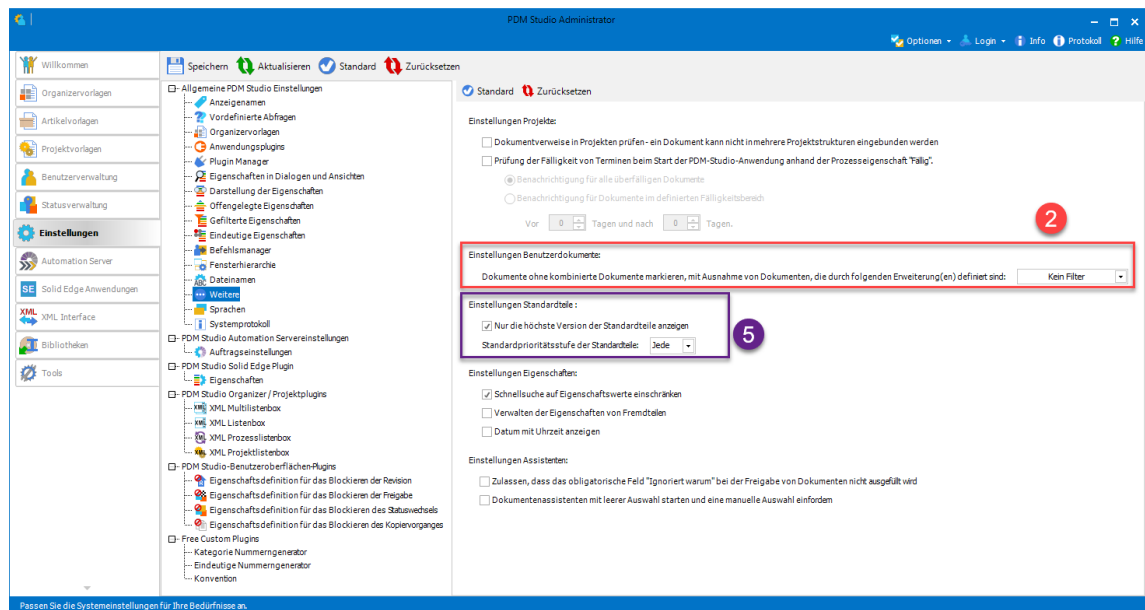 PDM Studio Administrator
Optionen Login Info Protokoll Hilfe
Willkommen
Organizervorlagen
Artikelvorlagen
Projektvorlagen
Benutzerverwaltung
Statusverwaltung
Einstellungen
Automation Server
SE Solid Edge Anwendungen
XML XML Interface
Bibliotheken
Tools
Speichern Aktualisieren Standard Zurücksetzen
Allgemeine PDM Studio Einstellungen
Anzeigenamen
Vordefinierte Abfragen
Organizervorlagen
Anwendungsplugins
Plugin Manager
Eigenschaften in Dialogen und Ansichten
Darstellung der Eigenschaften
Offengelegte Eigenschaften
Gefilterte Eigenschaften
Eindeutige Eigenschaften
Befehlsmanager
Fensterhierarchie
ABC Dateinamen
Weitere
Sprachen
Systemprotokoll
PDM Studio Automation Servereinstellungen
Auftragseinstellungen
PDM Studio Solid Edge Plugin
Eigenschaften
PDM Studio Organizer / Projektplugins
XML XML Multilistenbox
XML XML Listenbox
XML XML Prozesslistenbox
XML XML Projektlistenbox
PDM Studio-Benutzeroberflächen-Plugins
Eigenschaftsdefinition für das Blockieren der Revision
Eigenschaftsdefinition für das Blockieren der Freigabe
Eigenschaftsdefinition für das Blockieren des Statuswechsels
Eigenschaftsdefinition für das Blockieren des Kopiervorganges
Free Custom Plugins
Kategorie Nummerngenerator
Eindeutige Nummerngenerator
Konvention
Standard Zurücksetzen
Einstellungen Projekte:
Dokumentverweise in Projekten prüfen - ein Dokument kann nicht in mehrere Projektstrukturen eingebunden werden
Prüfung der Fälligkeit von Terminen beim Start der PDM-Studio-Anwendung anhand der Prozesseigenschaft "Fällig".
Benachrichtigung für alle überfälligen Dokumente
Benachrichtigung für Dokumente im definierten Fälligkeitsbereich
Vor 0 Tagen und nach 0 Tagen.
2
Einstellungen Benutzerdokumente:
Dokumente ohne kombinierte Dokumente markieren, mit Ausnahme von Dokumenten, die durch folgenden Erweiterung(en) definiert sind: Kein Filter
Einstellungen Standardteile :
Nur die höchste Version der Standardteile anzeigen
5
Standardprioritätsstufe der Standardteile: Jede
Einstellungen Eigenschaften:
Schnellsuche auf Eigenschaftswerte einschränken
Verwalten der Eigenschaften von Fremdteilen
Datum mit Uhrzeit anzeigen
Einstellungen Assistenten:
Zulassen, dass das obligatorische Feld "Ignoriert warum" bei der Freigabe von Dokumenten nicht ausgefüllt wird
Dokumentenassistenten mit leerer Auswahl starten und eine manuelle Auswahl einfordern
Passen Sie die Systemeinstellungen für Ihre Bedürfnisse an.